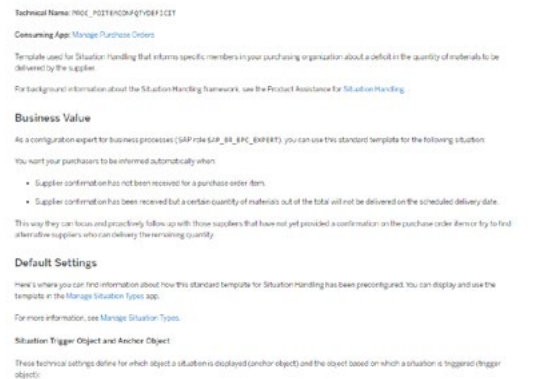 Technical Name: PROC_POITEMCONFQTYDEFICIT
Consuming App: Manage Purchase Orders
Template used for Situation Handling that informs specific members in your purchasing organization about a deficit in the quantity of materials to be
delivered by the supplier.
For background information about the Situation Handling framework, see the Product Assistance for Situation Handling.
Business Value
As a configuration expert for business processes (SAP role SAP_BR_BPC_EXPERT), you can use this standard template for the following situation:
You want your purchasers to be informed automatically when:
• Supplier confirmation has not been received for a purchase order item.
• Supplier confirmation has been received but a certain quantity of materials out of the total will not be delivered on the scheduled delivery date.
This way they can focus and proactively follow up with those suppliers that have not yet provided a confirmation on the purchase order item or try to find
alternative suppliers who can delivery the remaining quantity.
Default Settings
Here's where you can find information about how this standard template for Situation Handling has been preconfigured. You can display and use the
template in the Manage Situation Types app.
For more information, see Manage Situation Types.
Situation Trigger Object and Anchor Object
These technical settings define for which object a situation is displayed (anchor object) and the object based on which a situation is triggered (trigger
object):